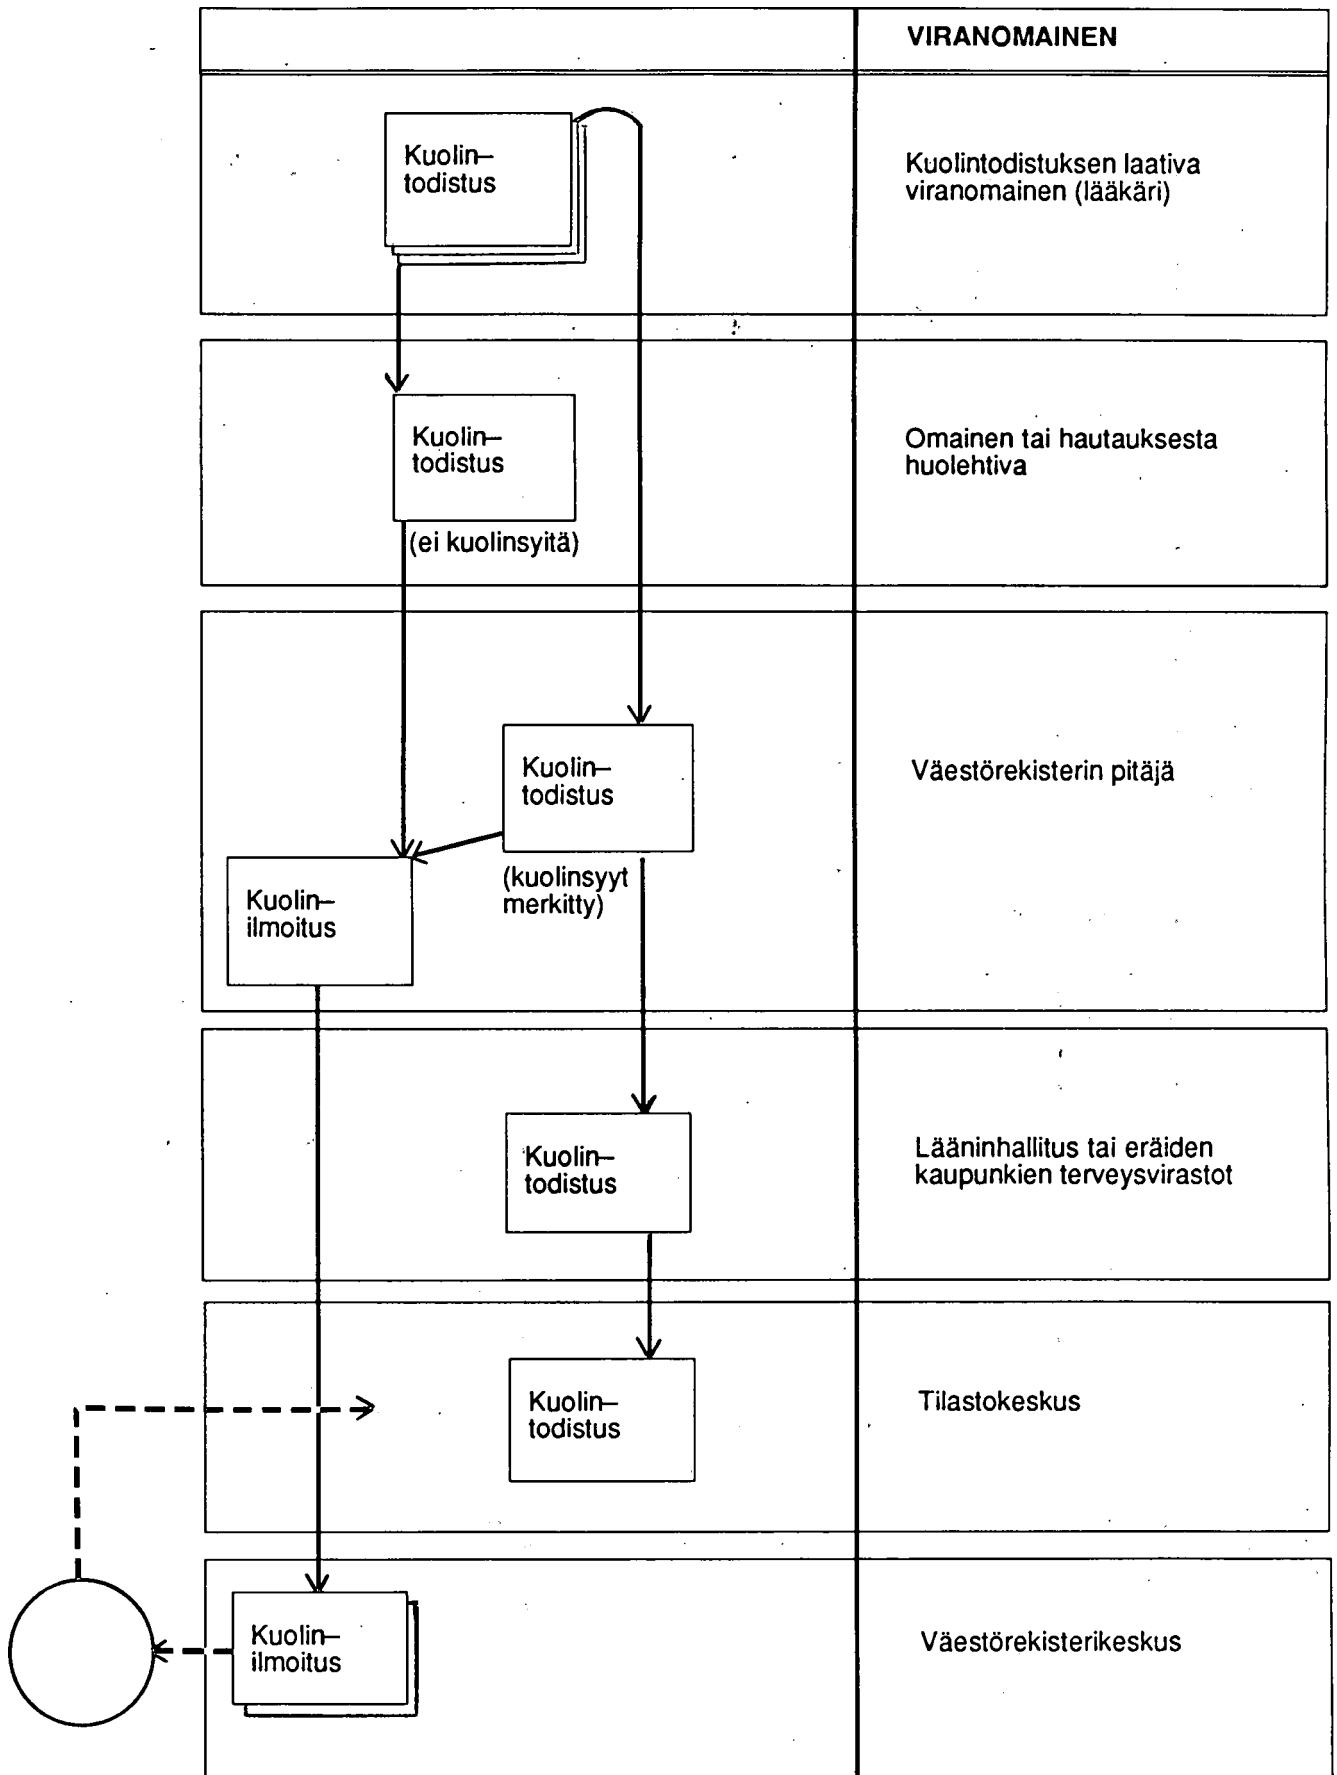 VIRANOMAINEN
Kuolin–
todistus
Kuolintodistuksen laativa
viranomainen (lääkäri)
Kuolin–
todistus
(ei kuolinsyitä)
Omainen tai hautauksesta
huolehtiva
Kuolin–
todistus
(kuolinsyyt
merkitty)
Kuolin–
ilmoitus
Väestörekisterin pitäjä
Kuolin–
todistus
Lääninhallitus tai eräiden
kaupunkien terveysvirastot
Kuolin–
todistus
Tilastokeskus
Kuolin–
ilmoitus
Väestörekisterikeskus